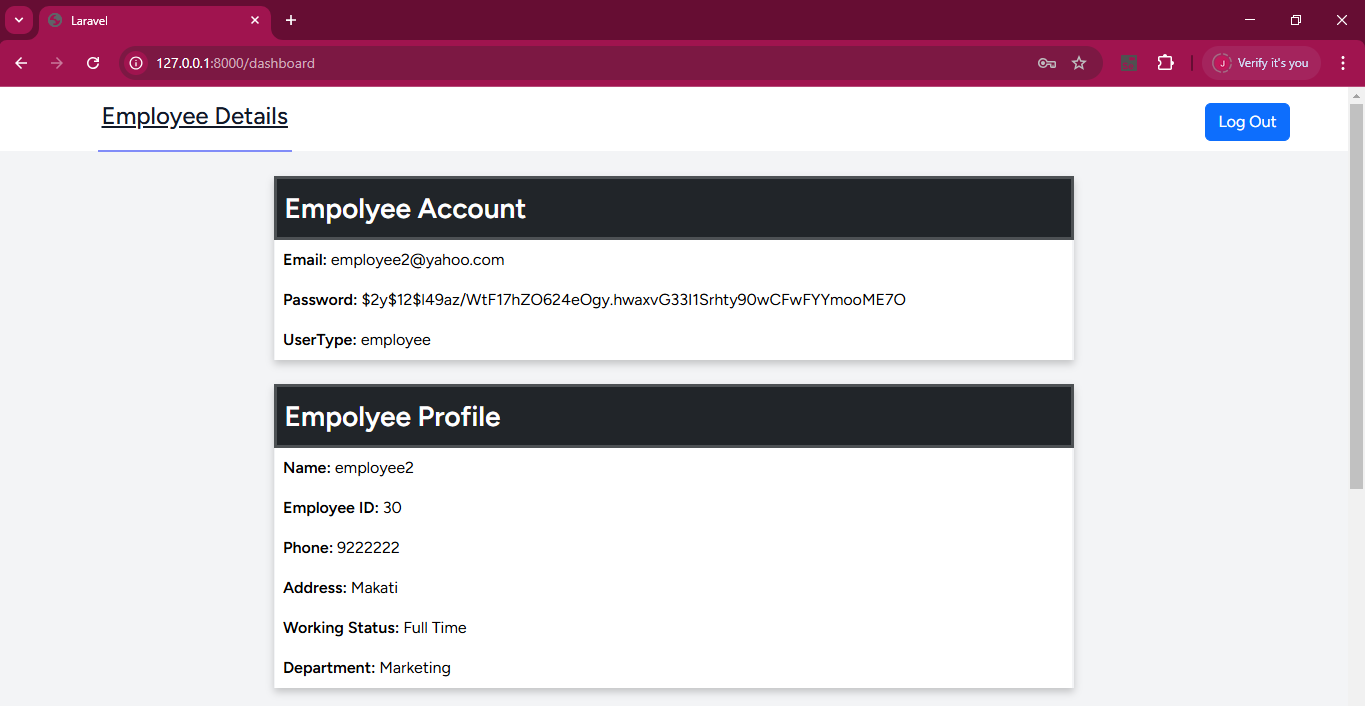 Laravel
127.0.0.1:8000/dashboard
J
Verify it's you
Employee Details
Log Out
Empolyee Account
Email: employee2@yahoo.com
Password: $2y$12$l49az/WtF17hZO624eOgy.hwaxvG33I1Srhty90wCFwFYYmooME7O
UserType: employee
Empolyee Profile
Name: employee2
Employee ID: 30
Phone: 9222222
Address: Makati
Working Status: Full Time
Department: Marketing